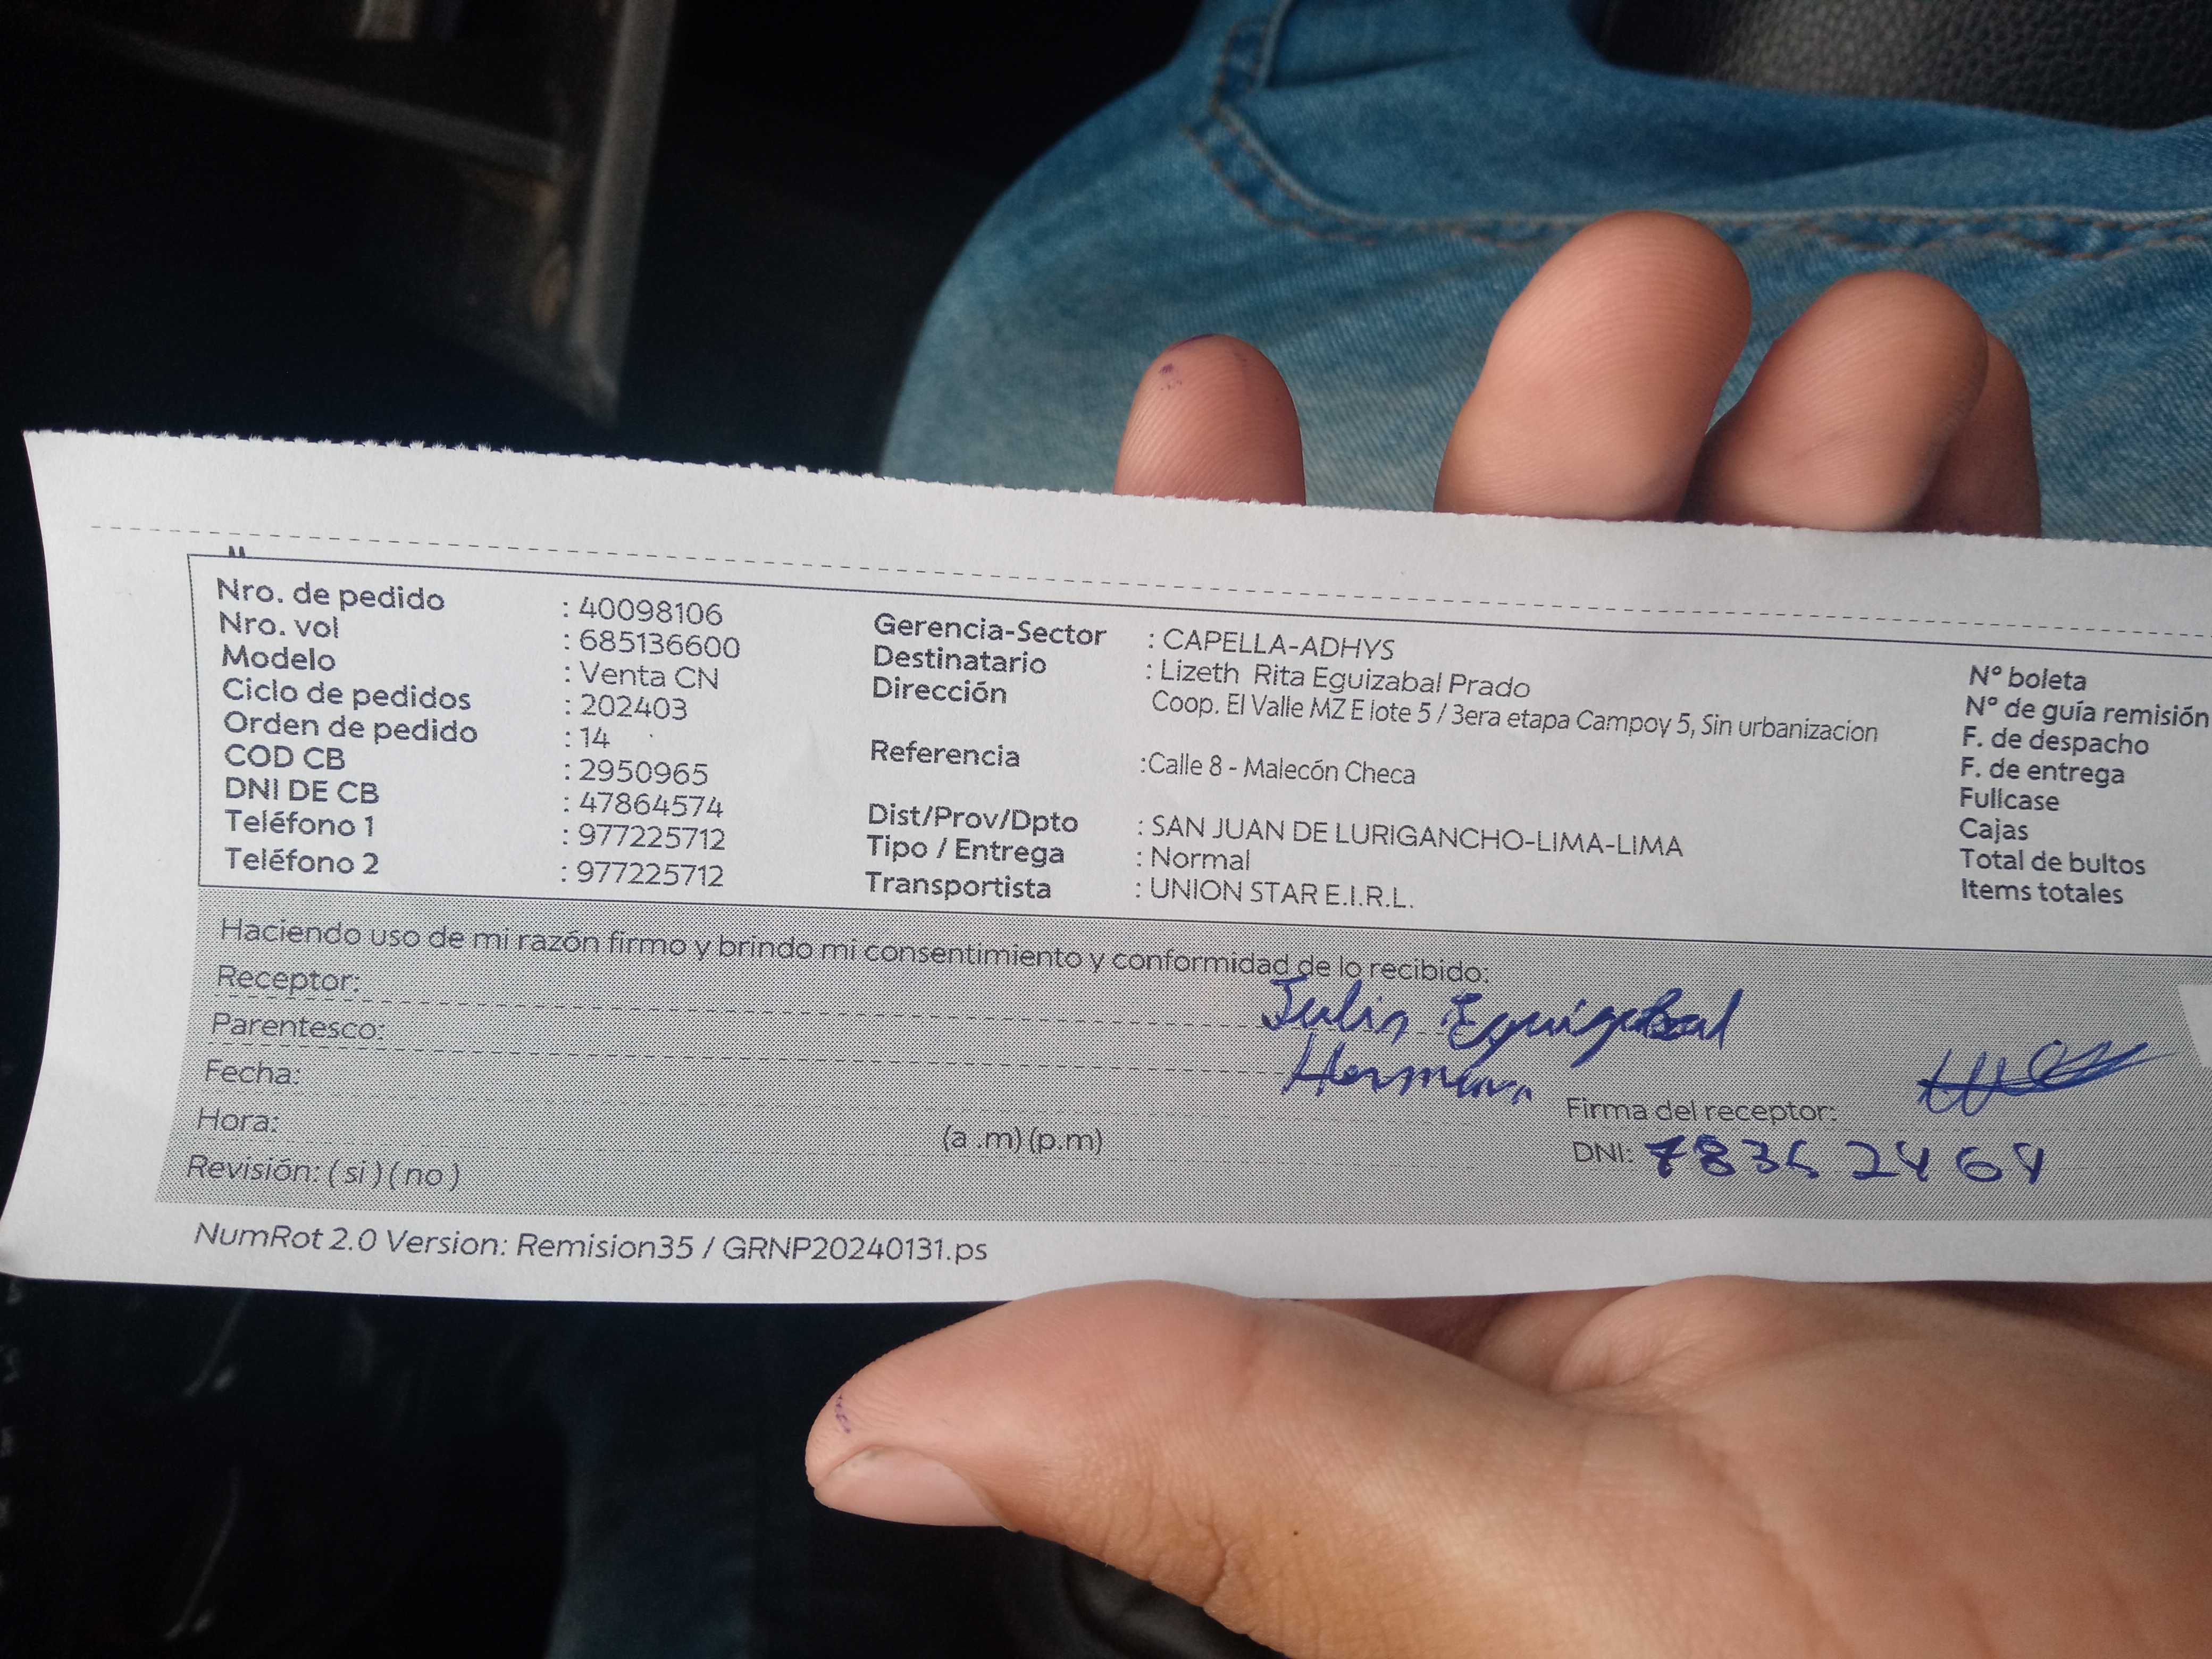 Nro. de pedido : 40098106
Nro. vol : 685136600
Modelo : Venta CN
Ciclo de pedidos : 202403
Orden de pedido : 14
COD CB : 2950965
DNI DE CB : 47864574
Teléfono 1 : 977225712
Teléfono 2 : 977225712
Gerencia-Sector : CAPELLA-ADHYS
Destinatario : Lizeth Rita Eguizabal Prado
Dirección Coop. El Valle MZ E lote 5 / 3era etapa Campoy 5, Sin urbanizacion
Referencia :Calle 8 - Malecón Checa
Dist/Prov/Dpto : SAN JUAN DE LURIGANCHO-LIMA-LIMA
Tipo / Entrega : Normal
Transportista : UNION STAR E.I.R.L.
N° boleta
N° de guía remisión
F. de despacho
F. de entrega
Fullcase
Cajas
Total de bultos
Items totales
Haciendo uso de mi razón firmo y brindo mi consentimiento y conformidad de lo recibido:
Receptor: Eguizabal
Parentesco:
Fecha:
Hora: (a .m) (p.m)
Revisión: ( si ) ( no )
Firma del receptor:
DNI:
NumRot 2.0 Version: Remision35 / GRNP20240131.ps